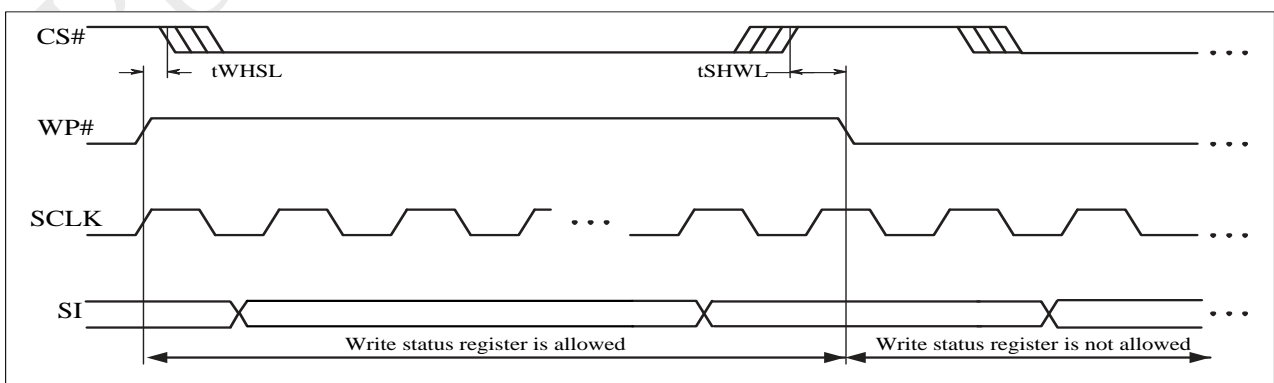 CS#
tWHSL
tSHWL
WP#
SCLK
SI
Write status register is allowed
Write status register is not allowed